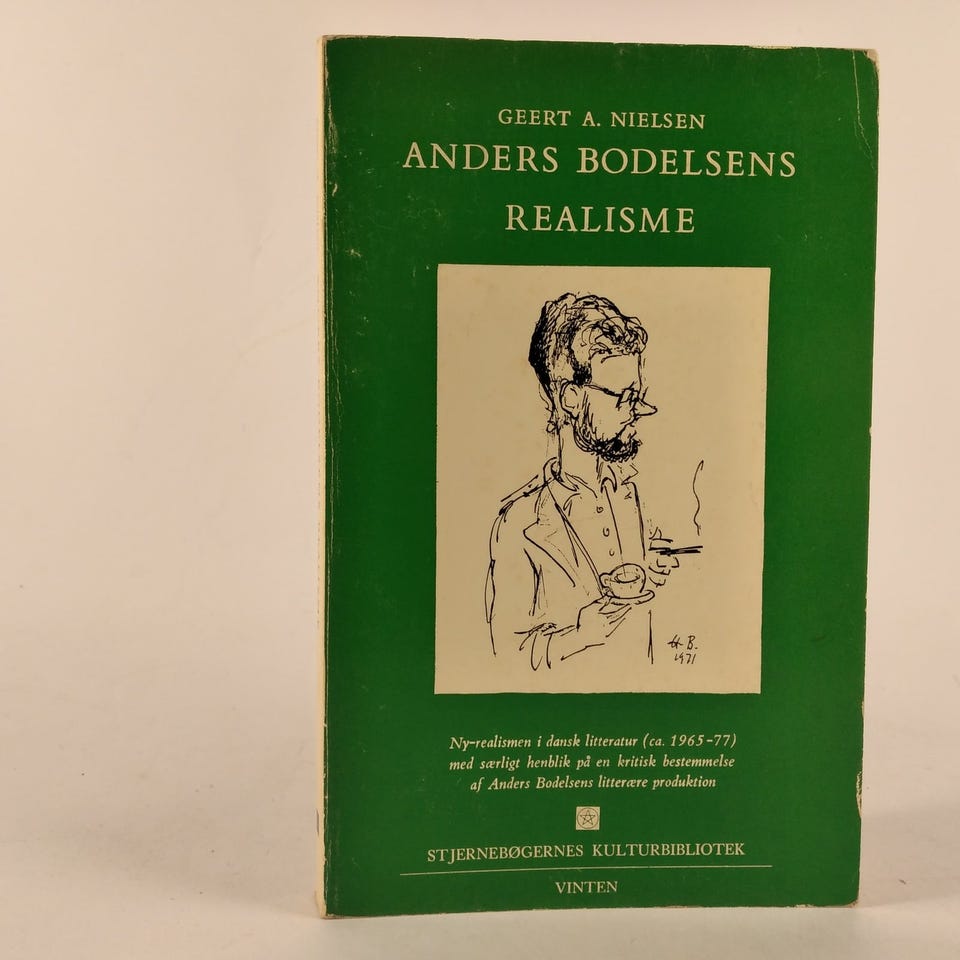 GEERT A. NIELSEN
ANDERS BODELSENS
REALISME
H B.
1971
Ny-realismen i dansk litteratur (ca. 1965-77)
med særligt henblik på en kritisk bestemmelse
af Anders Bodelsens litterære produktion
STJERNEBØGERNES KULTURBIBLIOTEK
VINTEN